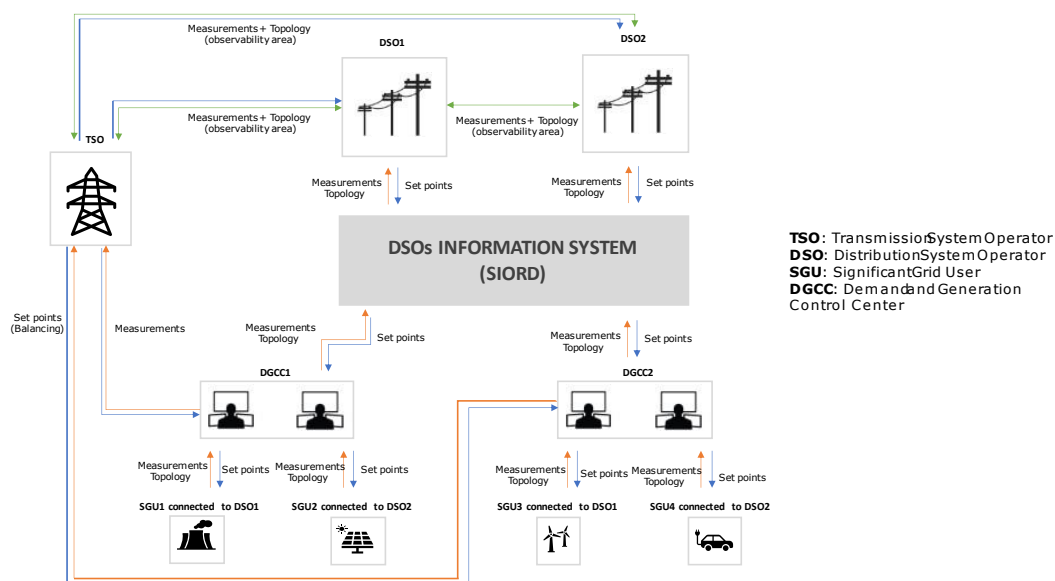 Measurements + Topology
(observability area)
DSO1
DSO2
Measurements + Topology
(observability area)
Measurements + Topology
(observability area)
TSO
Measurements
Topology
Set points
Measurements
Topology
Set points
DSOs INFORMATION SYSTEM
(SIORD)
TSO: Transmission System Operator
DSO: Distribution System Operator
SGU: Significant Grid User
DGCC: Demand and Generation
Control Center
Set points
(Balancing)
Measurements
Measurements
Topology
Set points
Measurements
Topology
Set points
DGCC1
DGCC2
Measurements
Topology
Set points
Measurements
Topology
Set points
Measurements
Topology
Set points
Measurements
Topology
Set points
SGU1 connected to DSO1
SGU2 connected to DSO2
SGU3 connected to DSO1
SGU4 connected to DSO2